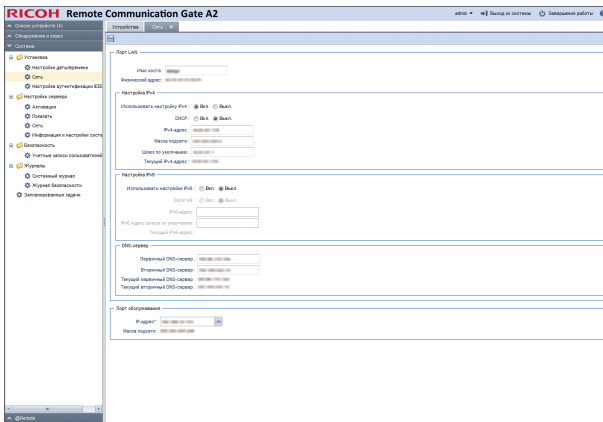 RICOH Remote Communication Gate A2
admin
Выход из системы
Завершение работы
Список устройств (4)
Обнаружение и опрос
Система
Установка
Настройки даты/времени
Сеть
Настройка аутентификации IEEE
Настройки сервера
Активация
Показать
Сеть
Информация и настройки систе
Безопасность
Учетные записи пользователей
Журналы
Системный журнал
Журнал безопасности
Запланированные задачи
@Remote
Устройства
Сеть
Порт LAN
Имя хоста :
Физический адрес :
Настройка IPv4
Использовать настройку IPv4 : Вкл. Выкл.
DHCP : Вкл. Выкл.
IPv4-адрес :
Маска подсети :
Шлюз по умолчанию :
Текущий IPv4-адрес :
Настройка IPv6
Использовать настройки IPv6 : Вкл. Выкл.
DHCP V6 : Вкл. Выкл.
IPv6-адрес :
IPv6 Адрес шлюза по умолчанию :
Текущий IPv6-адрес :
DNS-сервер
Первичный DNS-сервер :
Вторичный DNS-сервер :
Текущий первичный DNS-сервер :
Текущий вторичный DNS-сервер :
Порт обслуживания
IP-адрес* :
Маска подсети :